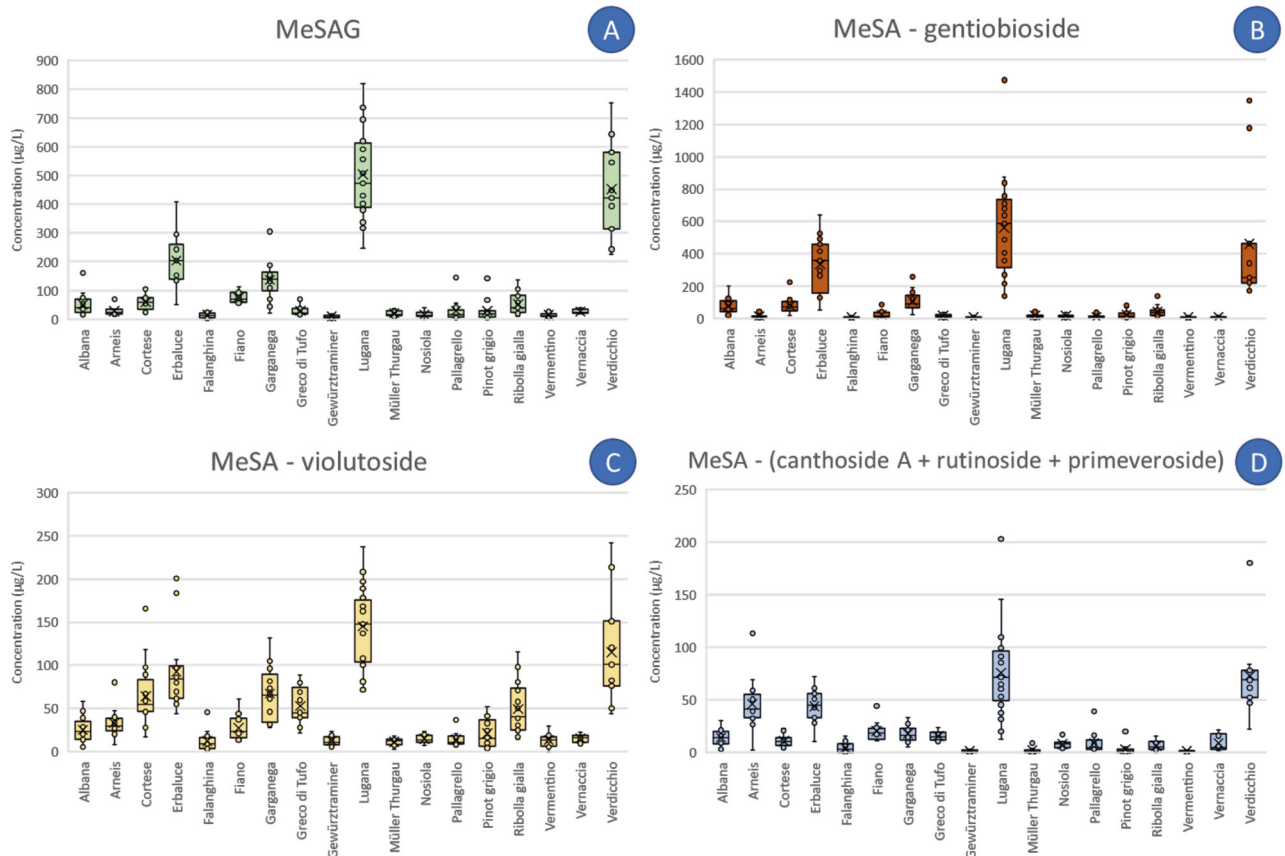 MeSAG
A
Concentration (µg/L)
900
800
700
600
500
400
300
200
100
0
Albana
Arneis
Cortese
Erbaluce
Falanghina
Fiano
Garganega
Greco di Tufo
Gewürztraminer
Lugana
Müller Thurgau
Nosiola
Pallagrello
Pinot grigio
Ribolla gialla
Vermentino
Vernaccia
Verdicchio
MeSA - gentiobioside
B
Concentration (µg/L)
1600
1400
1200
1000
800
600
400
200
0
Albana
Arneis
Cortese
Erbaluce
Falanghina
Fiano
Garganega
Greco di Tufo
Gewürztraminer
Lugana
Müller Thurgau
Nosiola
Pallagrello
Pinot grigio
Ribolla gialla
Vermentino
Vernaccia
Verdicchio
MeSA - violutoside
C
Concentration (µg/L)
300
250
200
150
100
50
0
Albana
Arneis
Cortese
Erbaluce
Falanghina
Fiano
Garganega
Greco di Tufo
Gewürztraminer
Lugana
Müller Thurgau
Nosiola
Pallagrello
Pinot grigio
Ribolla gialla
Vermentino
Vernaccia
Verdicchio
MeSA - (canthoside A + rutinoside + primeveroside)
D
Concentration (µg/L)
250
200
150
100
50
0
Albana
Arneis
Cortese
Erbaluce
Falanghina
Fiano
Garganega
Greco di Tufo
Gewürztraminer
Lugana
Müller Thurgau
Nosiola
Pallagrello
Pinot grigio
Ribolla gialla
Vermentino
Vernaccia
Verdicchio